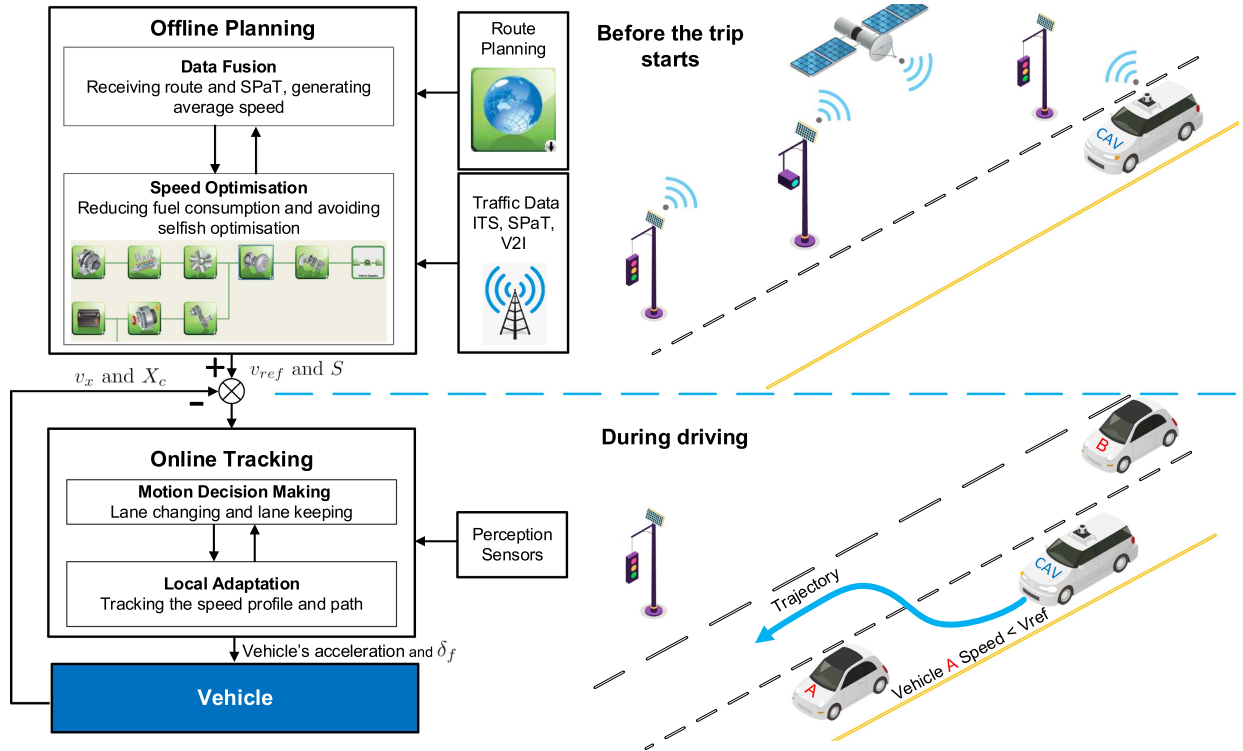 Offline Planning
Data Fusion
Receiving route and SPaT, generating
average speed
Speed Optimisation
Reducing fuel consumption and avoiding
selfish optimisation
Route
Planning
Traffic Data
ITS, SPaT,
V2I
Before the trip
starts
CAV
v_x and X_c
+
v_{ref} and S
-
Online Tracking
Motion Decision Making
Lane changing and lane keeping
Local Adaptation
Tracking the speed profile and path
Perception
Sensors
Vehicle's acceleration and δ_f
Vehicle
During driving
B
CAV
Trajectory
Vehicle A Speed < Vref
A